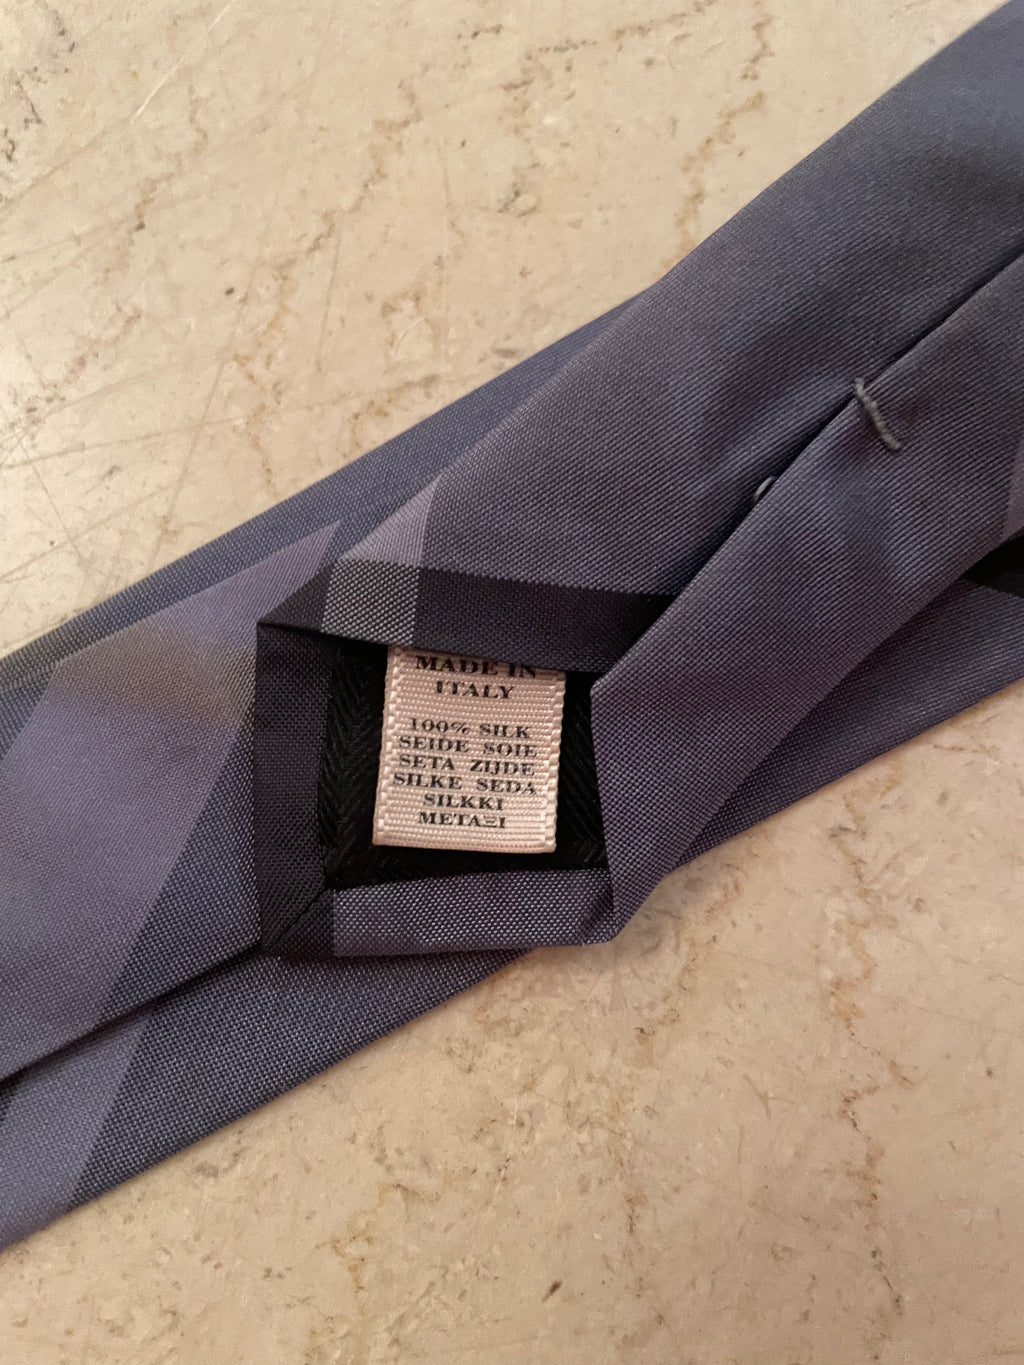 MADE IN
ITALY
100% SILK
SEIDE SOIE
SETA ZIJDE
SILKE SEDA
SILKKI
ΜΕΤΑΞΙ